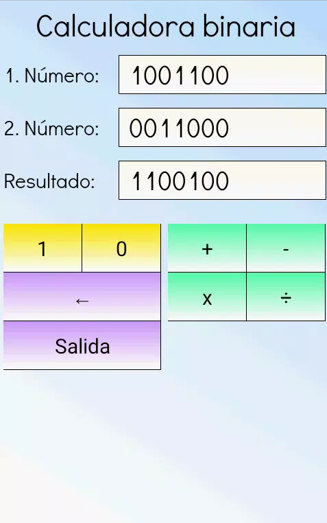 Calculadora binaria
1. Número: 1001100
2. Número: 0011000
Resultado: 1100100
1 0 + -
← x ÷
Salida